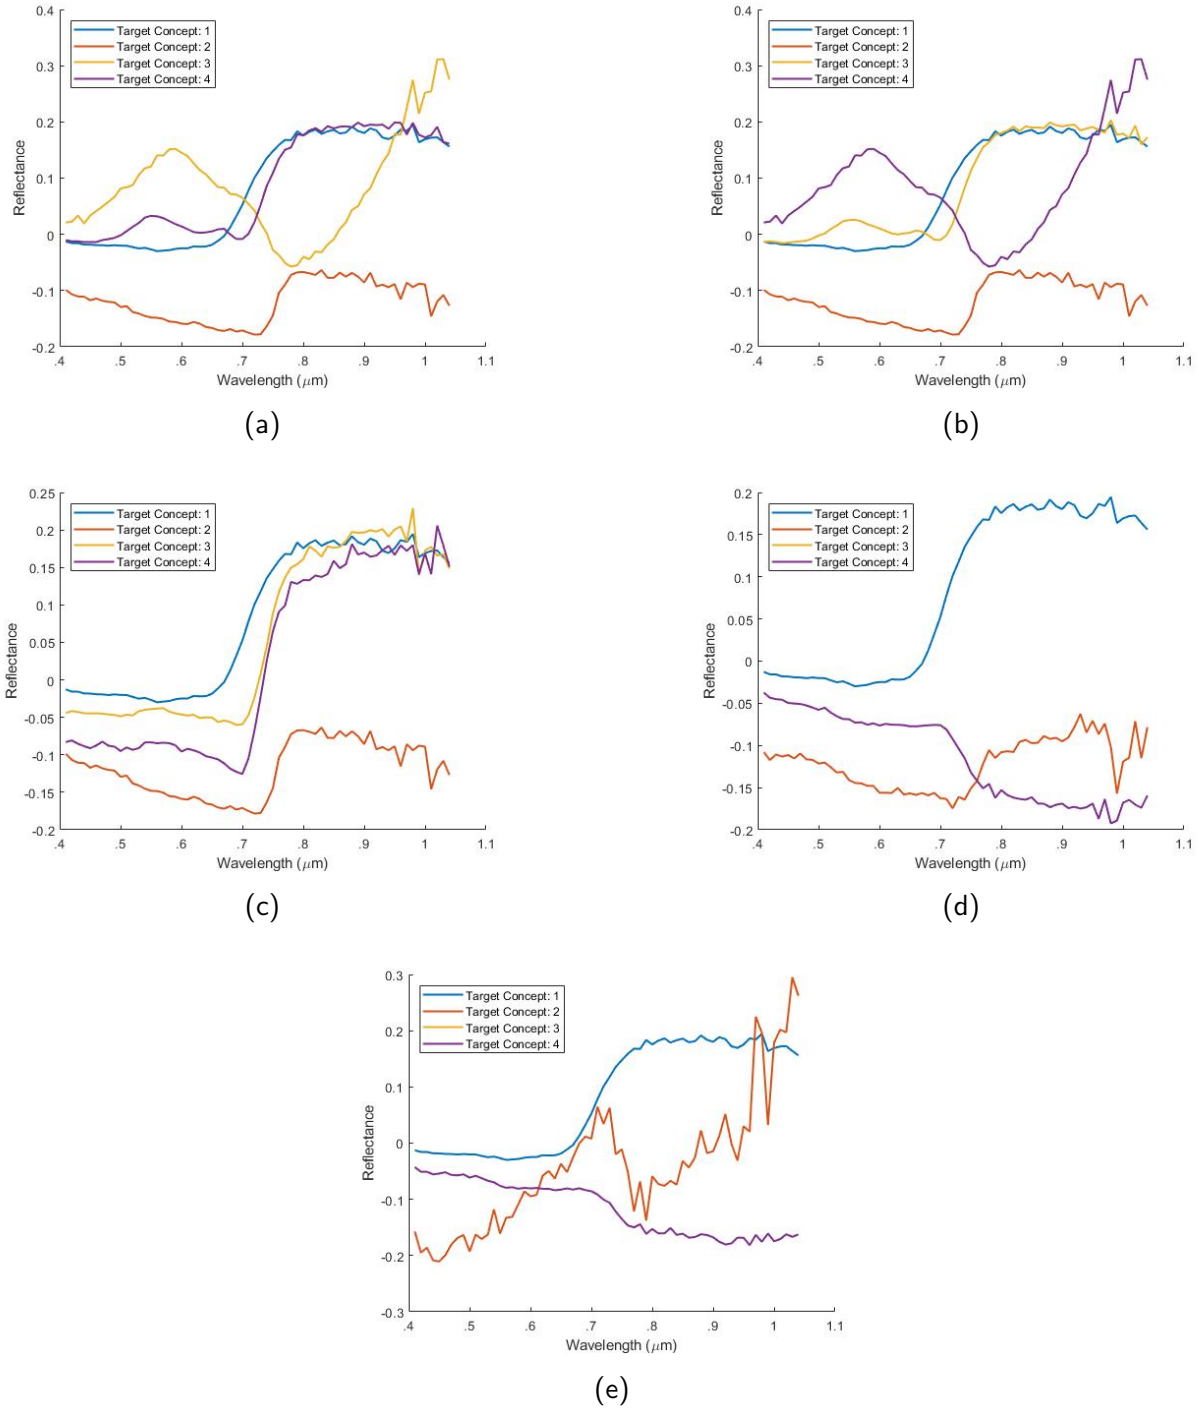 0.4
Target Concept: 1
Target Concept: 2
Target Concept: 3
Target Concept: 4
0.3
0.2
0.1
0
-0.1
-0.2
Reflectance
.4 .5 .6 .7 .8 .9 1 1.1
Wavelength (μm)
(a)
0.4
Target Concept: 1
Target Concept: 2
Target Concept: 3
Target Concept: 4
0.3
0.2
0.1
0
-0.1
-0.2
Reflectance
.4 .5 .6 .7 .8 .9 1 1.1
Wavelength (μm)
(b)
0.25
Target Concept: 1
Target Concept: 2
Target Concept: 3
Target Concept: 4
0.2
0.15
0.1
0.05
0
-0.05
-0.1
-0.15
-0.2
Reflectance
.4 .5 .6 .7 .8 .9 1 1.1
Wavelength (μm)
(c)
0.2
Target Concept: 1
Target Concept: 2
Target Concept: 3
Target Concept: 4
0.15
0.1
0.05
0
-0.05
-0.1
-0.15
-0.2
Reflectance
.4 .5 .6 .7 .8 .9 1 1.1
Wavelength (μm)
(d)
0.3
Target Concept: 1
Target Concept: 2
Target Concept: 3
Target Concept: 4
0.2
0.1
0
-0.1
-0.2
-0.3
Reflectance
.4 .5 .6 .7 .8 .9 1 1.1
Wavelength (μm)
(e)